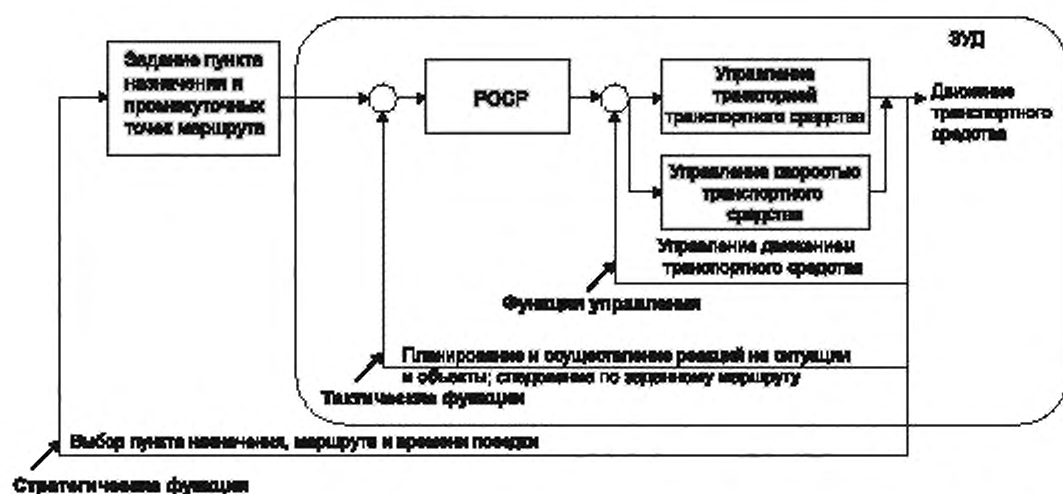 ЗУД
Задание пункта
назначения и
промежуточных
точек маршрута
РОСР
Управление
траекторией
транспортного средства
Движение
транспортного
средства
Управление скоростью
транспортного
средства
Управление движением
транспортного средства
Функции управления
Планирование и осуществление реакций на ситуации
и объекты; следование по заданному маршруту
Тактические функции
Выбор пункта назначения, маршрута и времени поездки
Стратегические функции